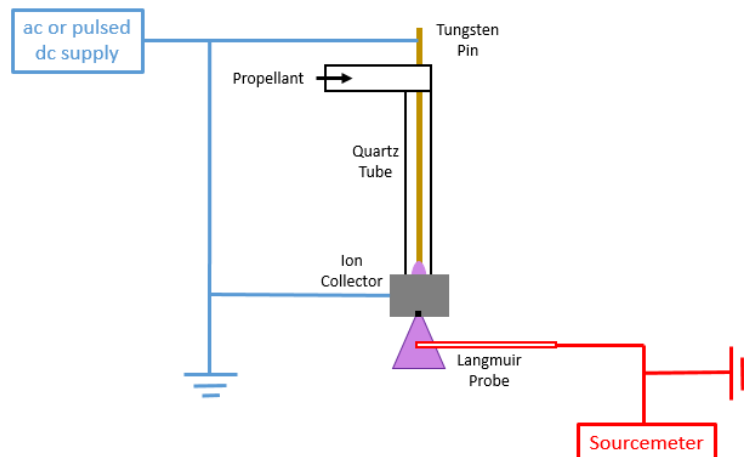 ac or pulsed
dc supply
Tungsten
Pin
Propellant
Quartz
Tube
Ion
Collector
Langmuir
Probe
Sourcemeter